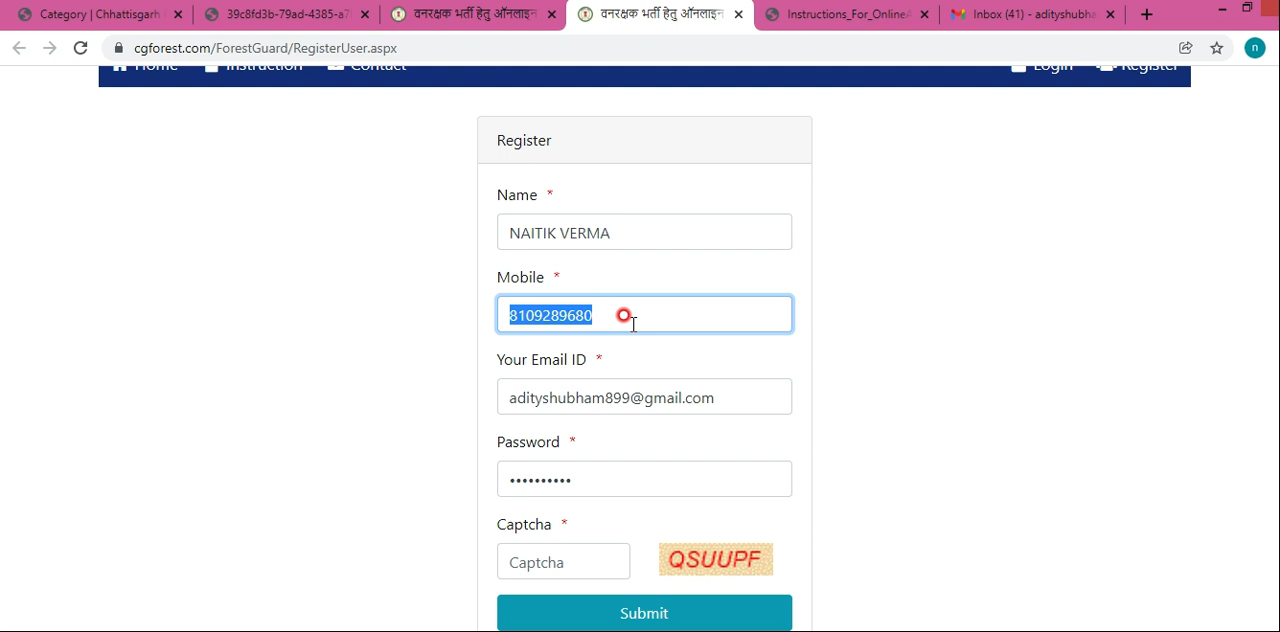 Category | Chhattisgarh
39c8fd3b-79ad-4385-a7
वनरक्षक भर्ती हेतु ऑनलाइन
वनरक्षक भर्ती हेतु ऑनलाइन
Instructions_For_OnlineA
Inbox (41) - adityshubha
cgforest.com/ForestGuard/RegisterUser.aspx
n
Home
Instruction
Contact
Login
Register
Register
Name *
NAITIK VERMA
Mobile *
8109289680
Your Email ID *
adityshubham899@gmail.com
Password *
••••••••••
Captcha *
Captcha
QSUUPF
Submit